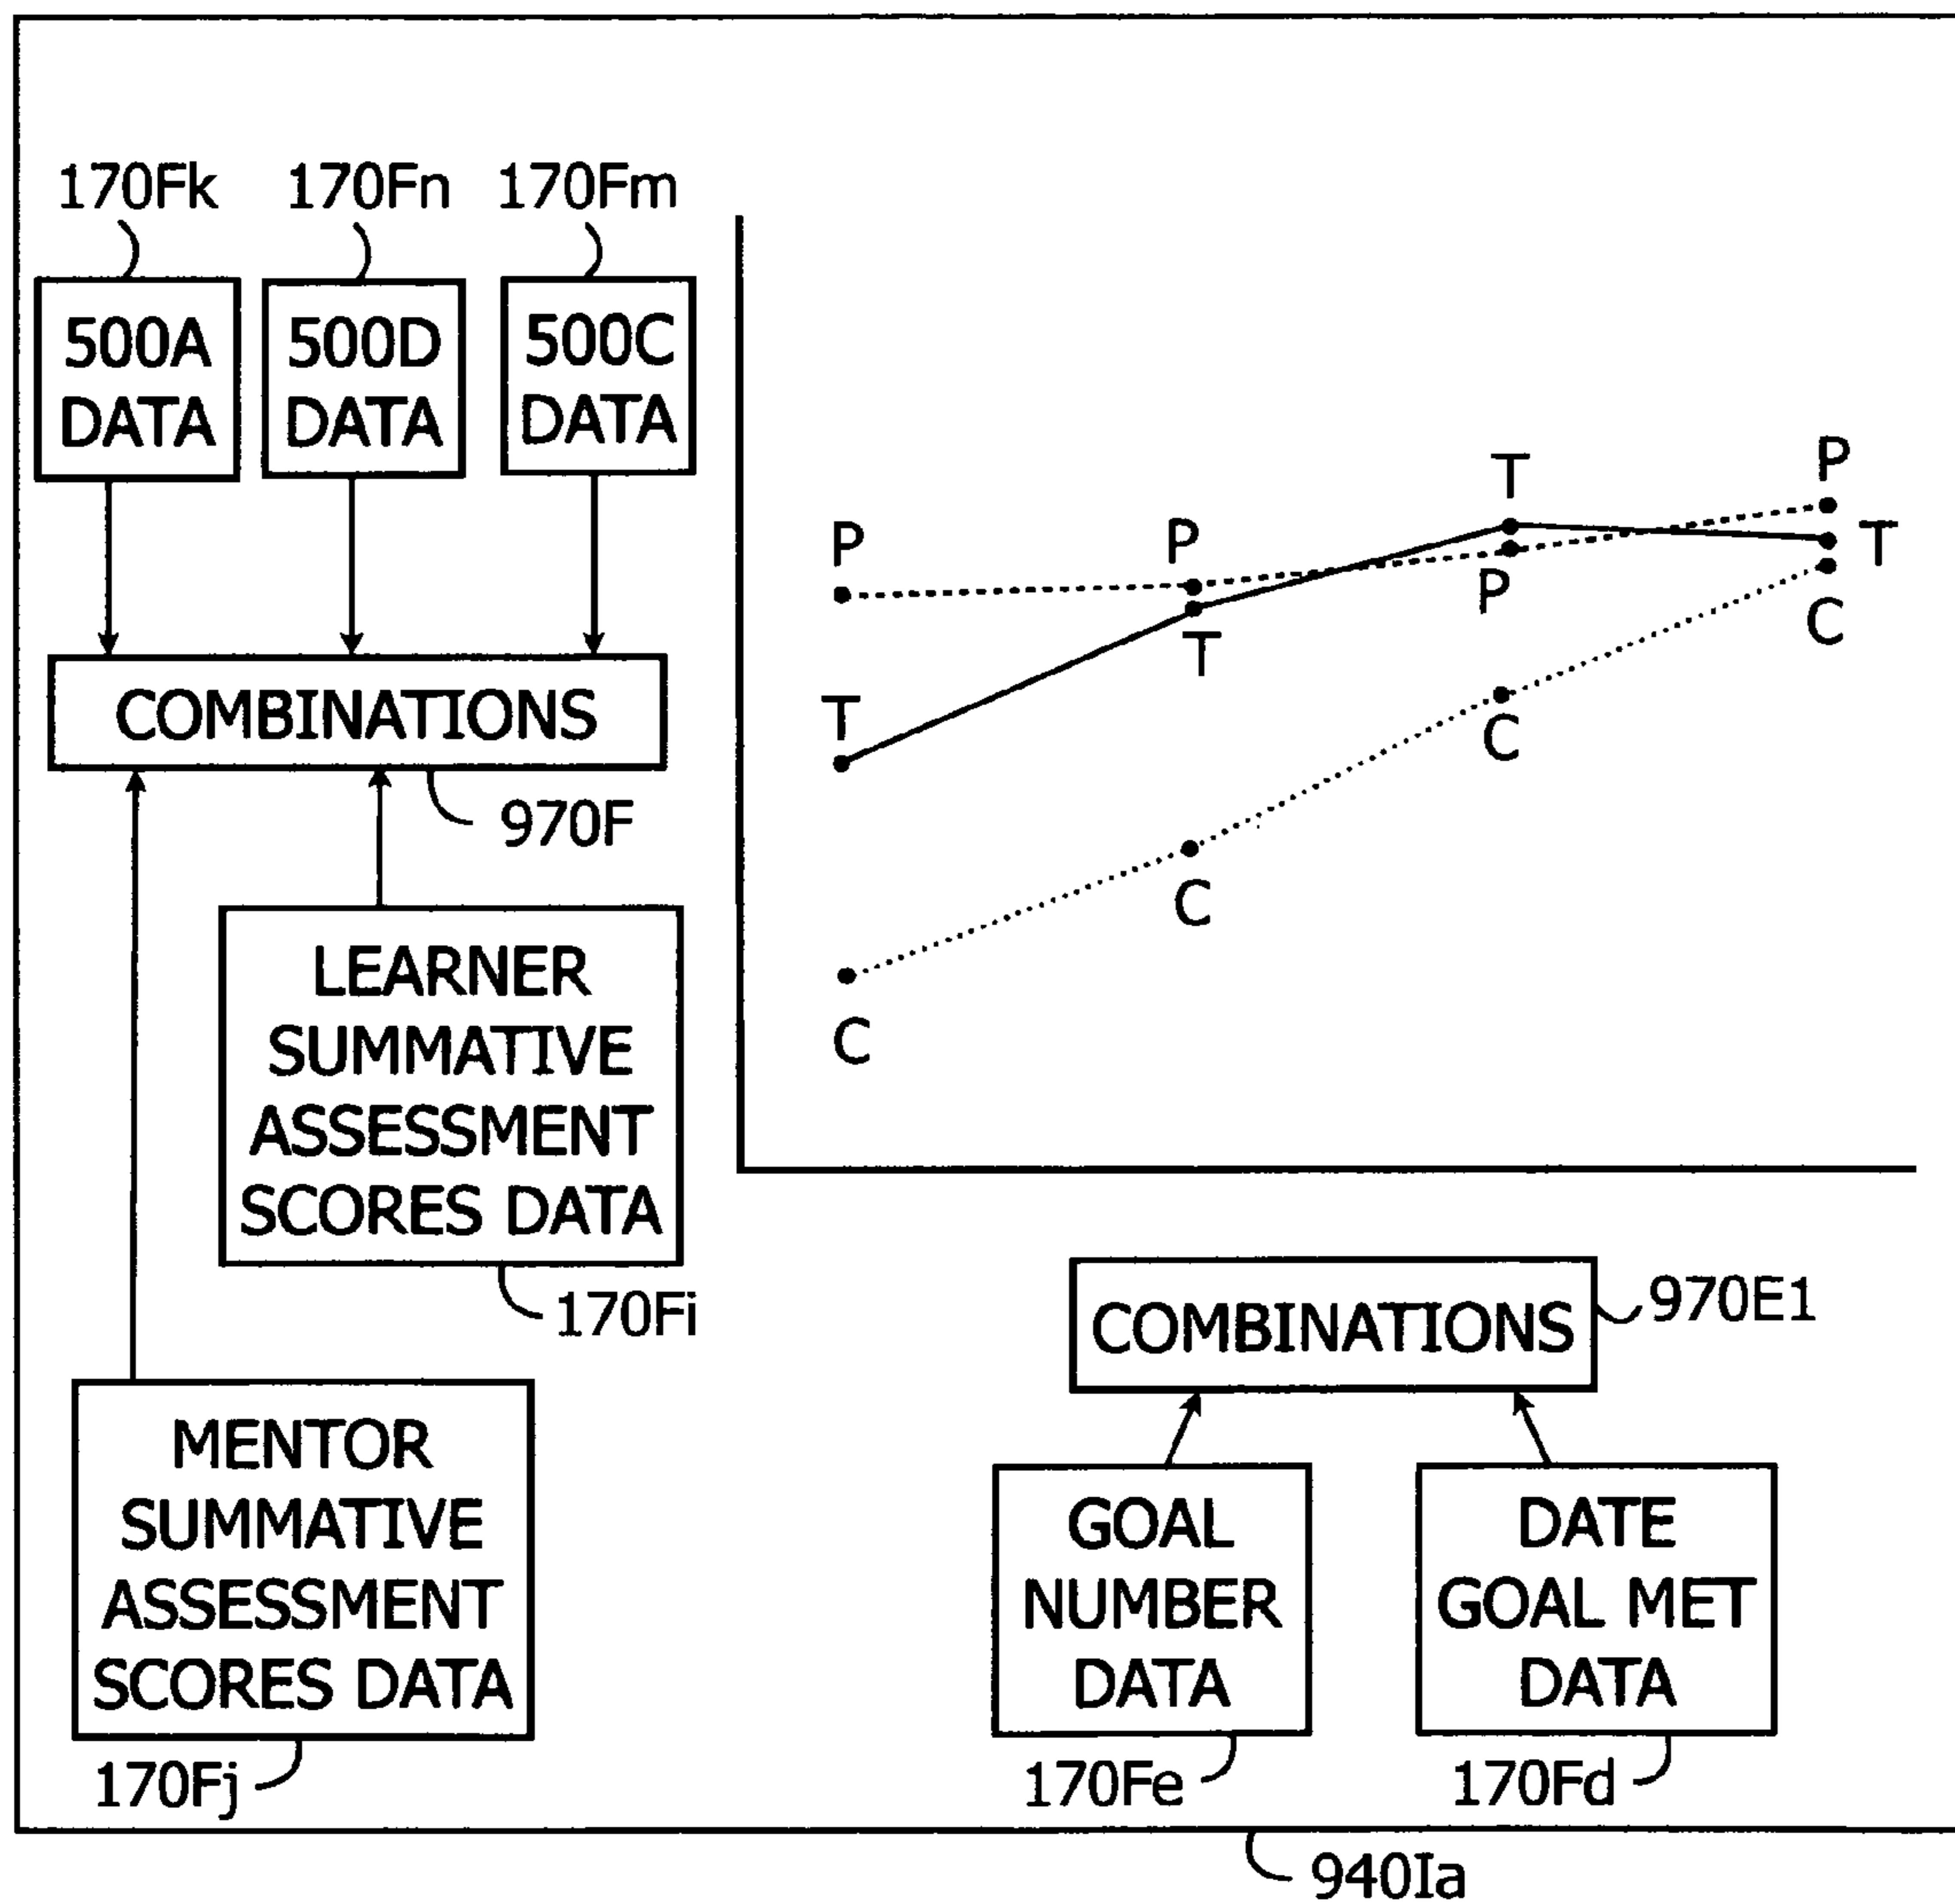 170Fk 170Fn 170Fm
500A
DATA
500D
DATA
500C
DATA
COMBINATIONS
970F
LEARNER
SUMMATIVE
ASSESSMENT
SCORES DATA
170Fi
MENTOR
SUMMATIVE
ASSESSMENT
SCORES DATA
170Fj
P
P
T
P
T
T
P
T
C
C
C
C
COMBINATIONS
970E1
GOAL
NUMBER
DATA
170Fe
DATE
GOAL MET
DATA
170Fd
940Ia